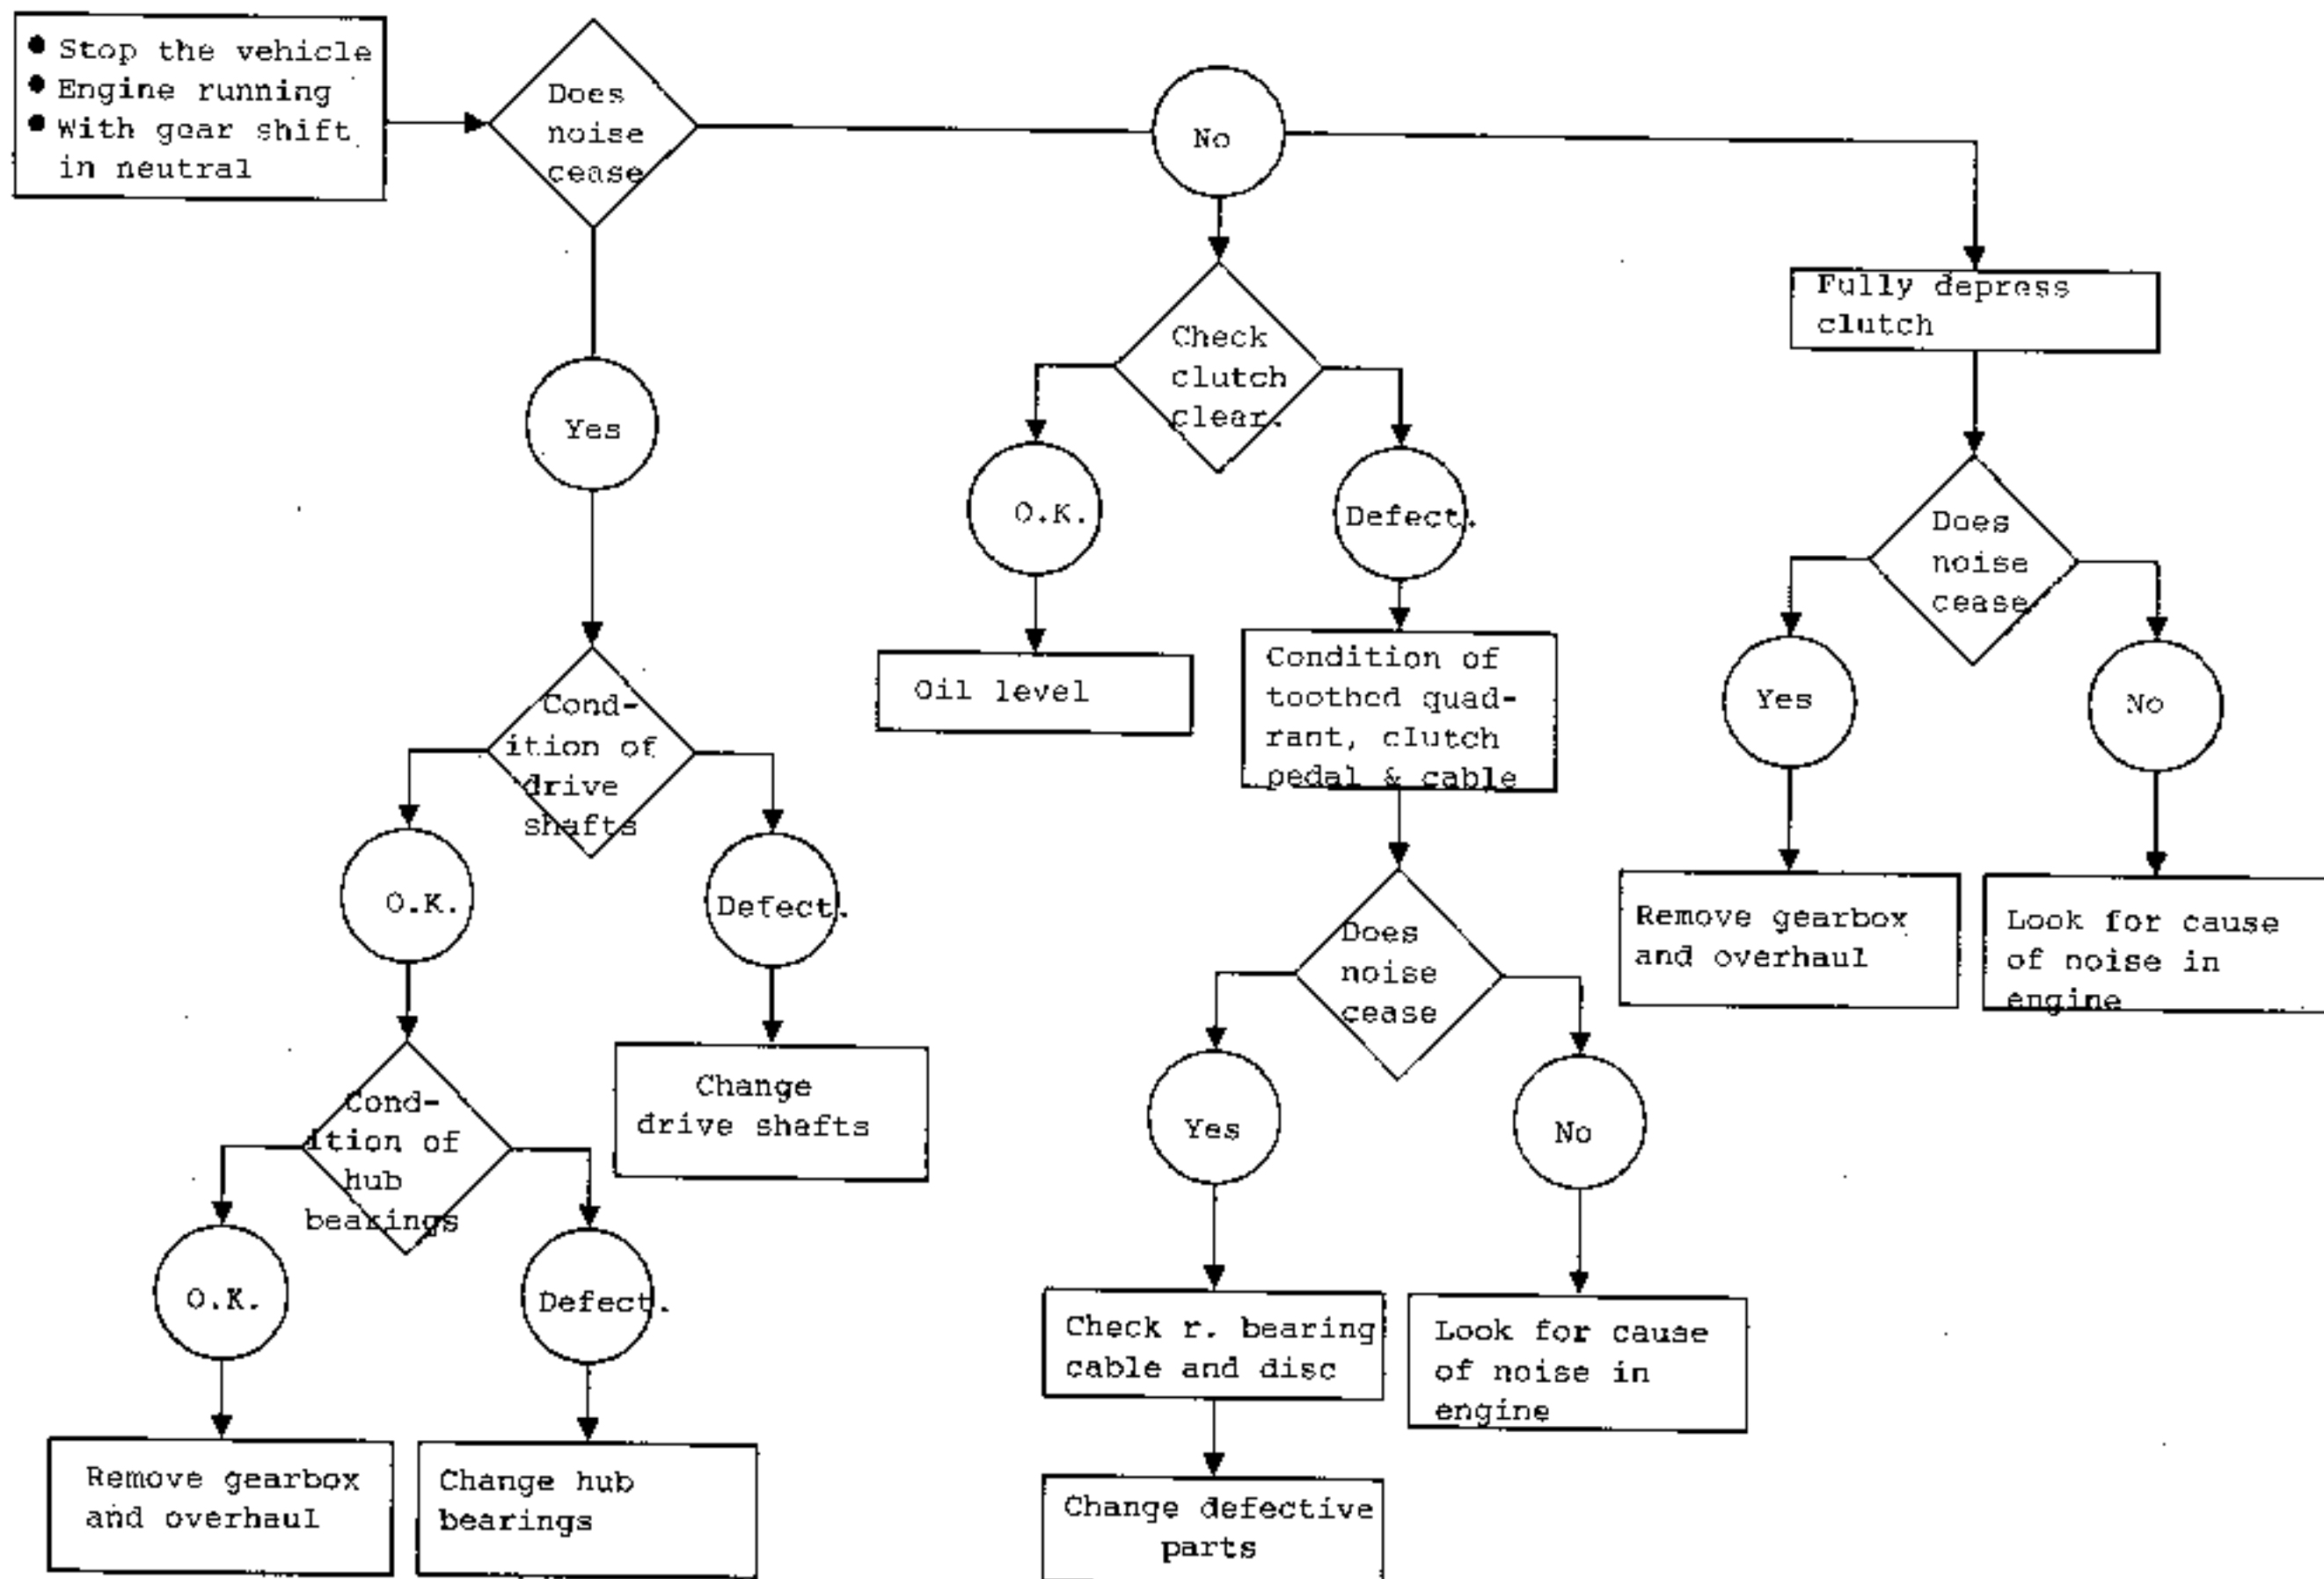 ● Stop the vehicle
● Engine running
● With gear shift
in neutral
Does
noise
cease
No
Yes
Check
clutch
clear.
Fully depress
clutch
O.K.
Defect.
Does
noise
cease
Oil level
Condition of
toothed quad-
rant, clutch
pedal & cable
Yes
No
Cond-
ition of
drive
shafts
O.K.
Defect.
Does
noise
cease
Remove gearbox
and overhaul
Look for cause
of noise in
engine
Cond-
ition of
hub
bearings
Change
drive shafts
Yes
No
O.K.
Defect.
Check r. bearing
cable and disc
Look for cause
of noise in
engine
Remove gearbox
and overhaul
Change hub
bearings
Change defective
parts